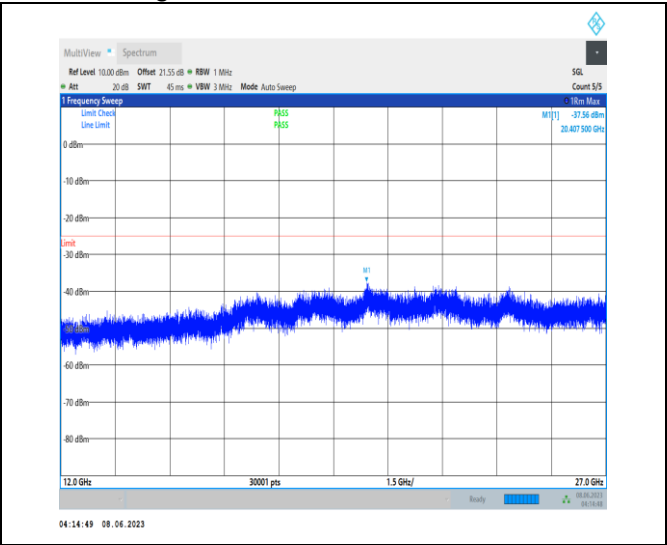 MultiView Spectrum
Ref Level 10.00 dBm Offset 21.55 dB RBW 1 MHz SGL
Att 20 dB SWT 45 ms VBW 3 MHz Mode Auto Sweep Count 5/5
1 Frequency Sweep 1Rm Max
Limit Check PASS M1[1] -37.56 dBm
Line Limit PASS 20.407 500 GHz
0 dBm
-10 dBm
-20 dBm
Limit
-30 dBm
M1
-40 dBm
-50 dBm
-60 dBm
-70 dBm
-80 dBm
12.0 GHz 30001 pts 1.5 GHz/ 27.0 GHz
Ready 08.06.2023
04:14:48
04:14:49 08.06.2023